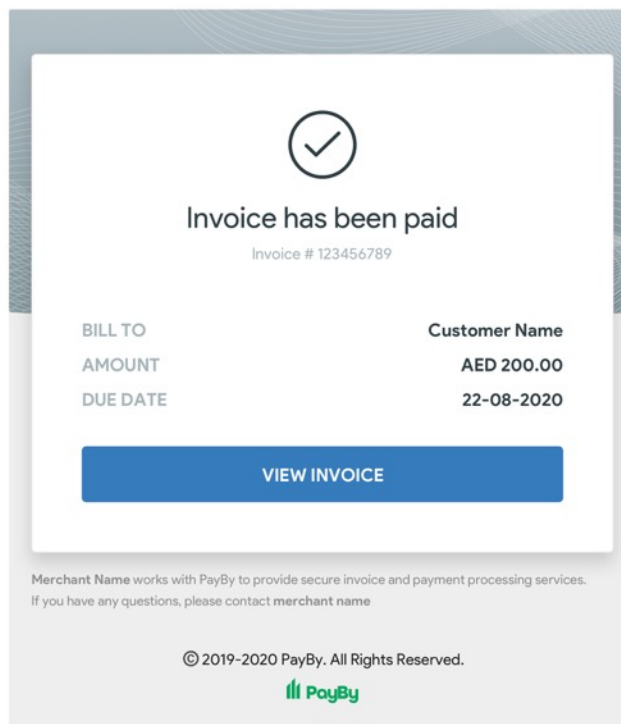 Invoice has been paid
Invoice # 123456789
BILL TO Customer Name
AMOUNT AED 200.00
DUE DATE 22-08-2020
VIEW INVOICE
Merchant Name works with PayBy to provide secure invoice and payment processing services.
If you have any questions, please contact merchant name
© 2019-2020 PayBy. All Rights Reserved.
PayBy